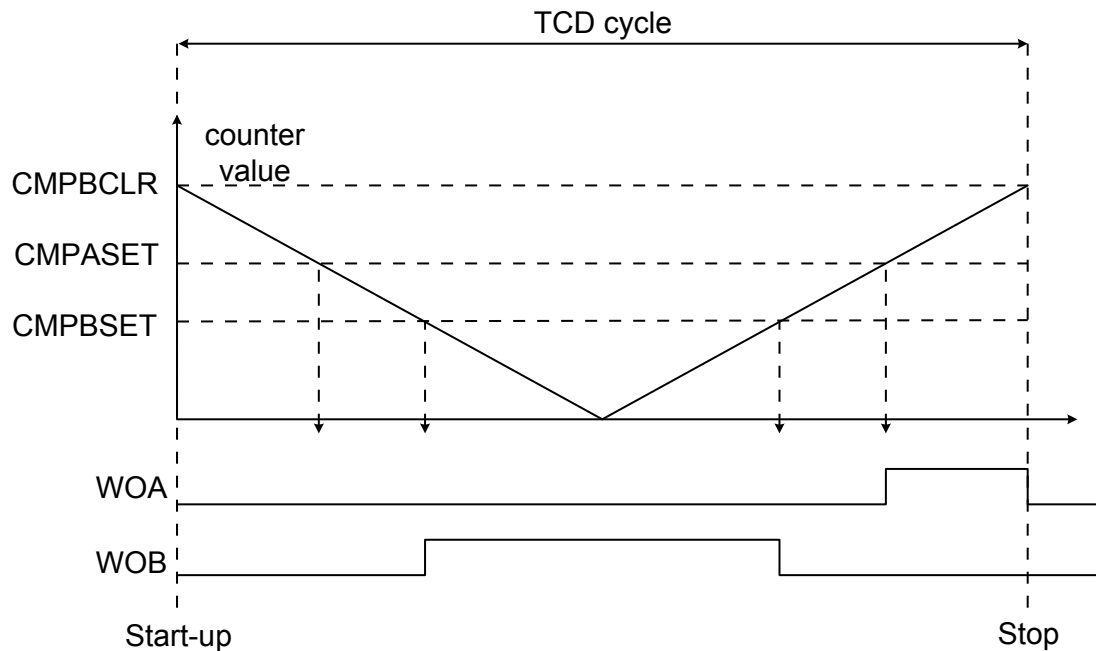 TCD cycle
counter
value
CMPBCLR
CMPASET
CMPBSET
WOA
WOB
Start-up
Stop